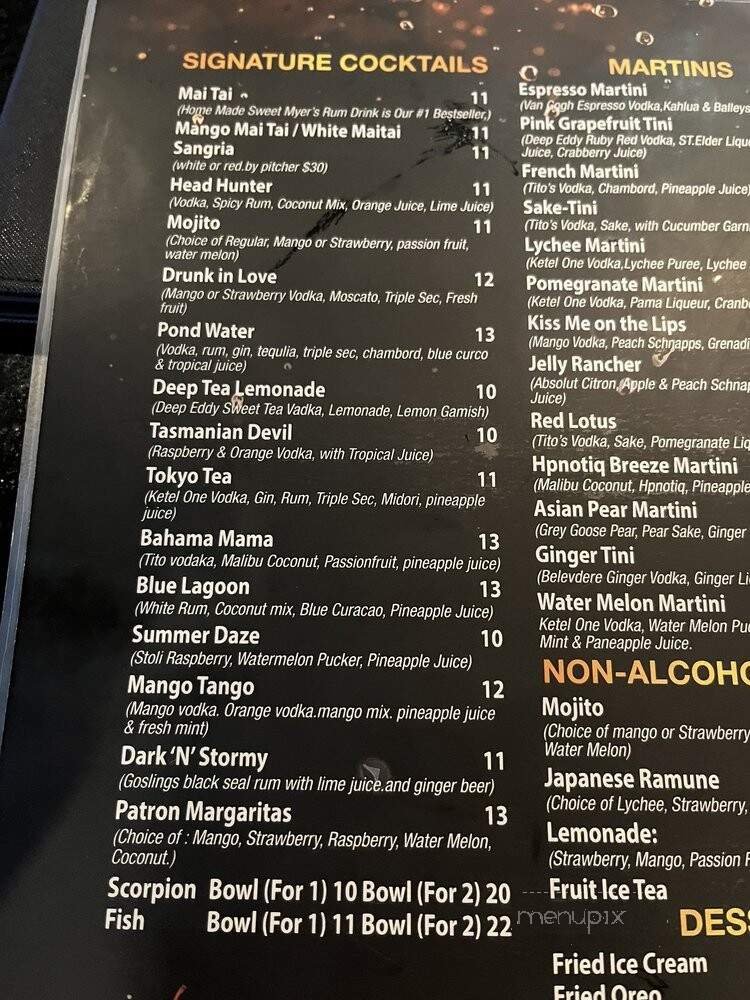 SIGNATURE COCKTAILS
Mai Tai 11
(Home Made Sweet Myer's Rum Drink is Our #1 Bestseller,)
Mango Mai Tai / White Maitai 11
Sangria 11
(white or red.by pitcher $30)
Head Hunter 11
(Vodka, Spicy Rum, Coconut Mix, Orange Juice, Lime Juice)
Mojito 11
(Choice of Regular, Mango or Strawberry, passion fruit,
water melon)
Drunk in Love 12
(Mango or Strawberry Vodka, Moscato, Triple Sec, Fresh
fruit)
Pond Water 13
(Vodka, rum, gin, tequlia, triple sec, chambord, blue curco
& tropical juice)
Deep Tea Lemonade 10
(Deep Eddy Sweet Tea Vadka, Lemonade, Lemon Garnish)
Tasmanian Devil 10
(Raspberry & Orange Vodka, with Tropical Juice)
Tokyo Tea 11
(Ketel One Vodka, Gin, Rum, Triple Sec, Midori, pineapple
juice)
Bahama Mama 13
(Tito vodaka, Malibu Coconut, Passionfruit, pineapple juice)
Blue Lagoon 13
(White Rum, Coconut mix, Blue Curacao, Pineapple Juice)
Summer Daze 10
(Stoli Raspberry, Watermelon Pucker, Pineapple Juice)
Mango Tango 12
(Mango vodka. Orange vodka.mango mix. pineapple juice
& fresh mint)
Dark 'N' Stormy 11
(Goslings black seal rum with lime juice.and ginger beer)
Patron Margaritas 13
(Choice of : Mango, Strawberry, Raspberry, Water Melon,
Coconut.)
Scorpion Bowl (For 1) 10 Bowl (For 2) 20
Fish Bowl (For 1) 11 Bowl (For 2) 22
MARTINIS
Espresso Martini
(Van Gogh Espresso Vodka,Kahlua & Balleys
Pink Grapefruit Tini
(Deep Eddy Ruby Red Vodka, ST.Elder Lique
Juice, Crabberry Juice)
French Martini
(Tito's Vodka, Chambord, Pineapple Juice)
Sake-Tini
(Tito's Vodka, Sake, with Cucumber Garn
Lychee Martini
(Ketel One Vodka,Lychee Puree, Lychee
Pomegranate Martini
(Ketel One Vodka, Pama Liqueur, Cranb
Kiss Me on the Lips
(Mango Vodka, Peach Schnapps, Grenadi
Jelly Rancher
(Absolut Citron, Apple & Peach Schnap
Juice)
Red Lotus
(Tito's Vodka, Sake, Pomegranate Liq
Hpnotiq Breeze Martini
(Malibu Coconut, Hpnotiq, Pineapple
Asian Pear Martini
(Grey Goose Pear, Pear Sake, Ginger
Ginger Tini
(Belevdere Ginger Vodka, Ginger Li
Water Melon Martini
Ketel One Vodka, Water Melon Puc
Mint & Paneapple Juice.
NON-ALCOHO
Mojito
(Choice of mango or Strawberry
Water Melon)
Japanese Ramune
(Choice of Lychee, Strawberry,
Lemonade:
(Strawberry, Mango, Passion F
Fruit Ice Tea
menupix
DESS
Fried Ice Cream
Fried Oreo